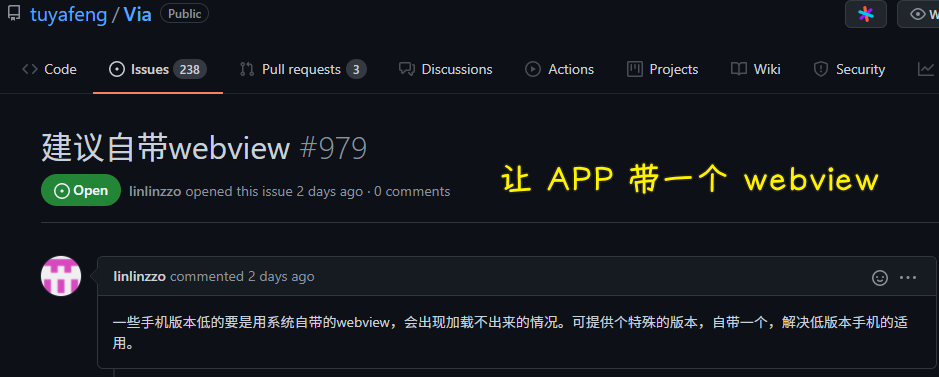 tuyafeng / Via Public
W
Code Issues 238 Pull requests 3 Discussions Actions Projects Wiki Security
建议自带webview #979
Open linlinzzo opened this issue 2 days ago · 0 comments
让 APP 带一个 webview
linlinzzo commented 2 days ago
一些手机版本低的要是用系统自带的webview，会出现加载不出来的情况。可提供个特殊的版本，自带一个，解决低版本手机的适
用。